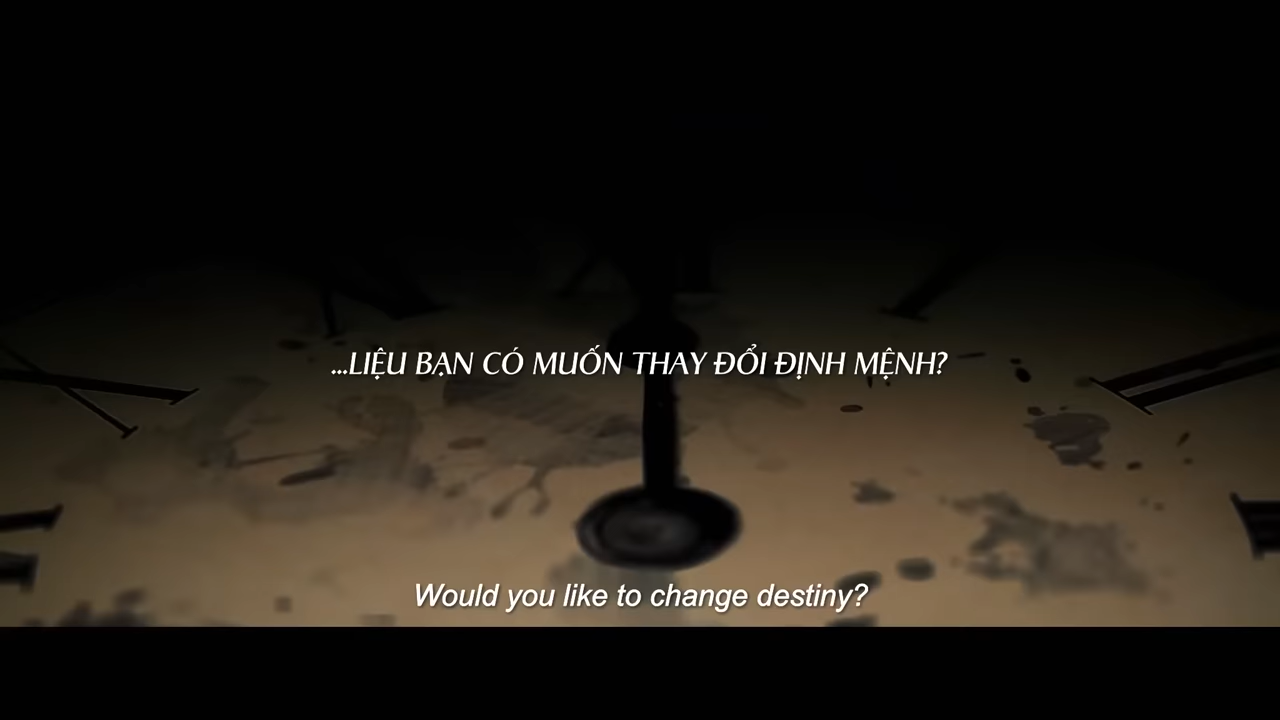 ...LIỆU BẠN CÓ MUỐN THAY ĐỔI ĐỊNH MỆNH?
Would you like to change destiny?